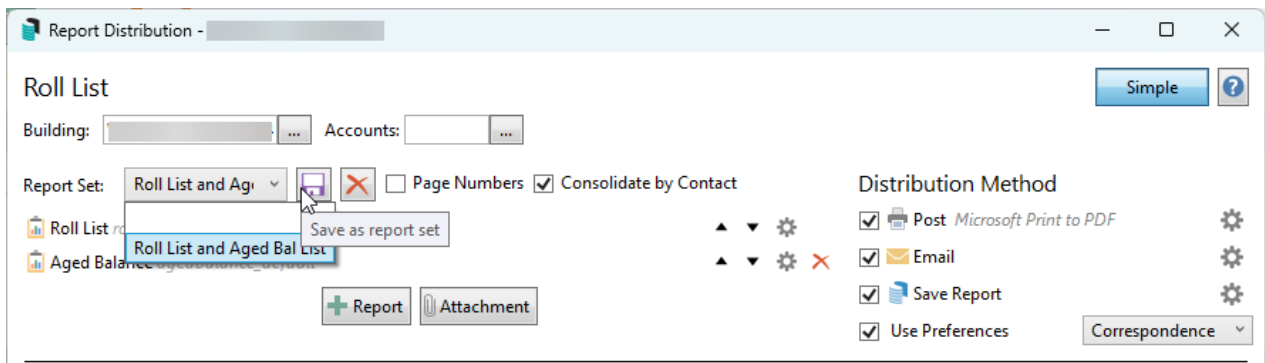 Report Distribution -
Roll List
Simple
Building: ... Accounts: ...
Report Set: Roll List and Ag Page Numbers Consolidate by Contact
Distribution Method
Roll List
Save as report set
Post Microsoft Print to PDF
Roll List and Aged Bal List
Aged Balance
Email
Report Attachment
Save Report
Use Preferences Correspondence